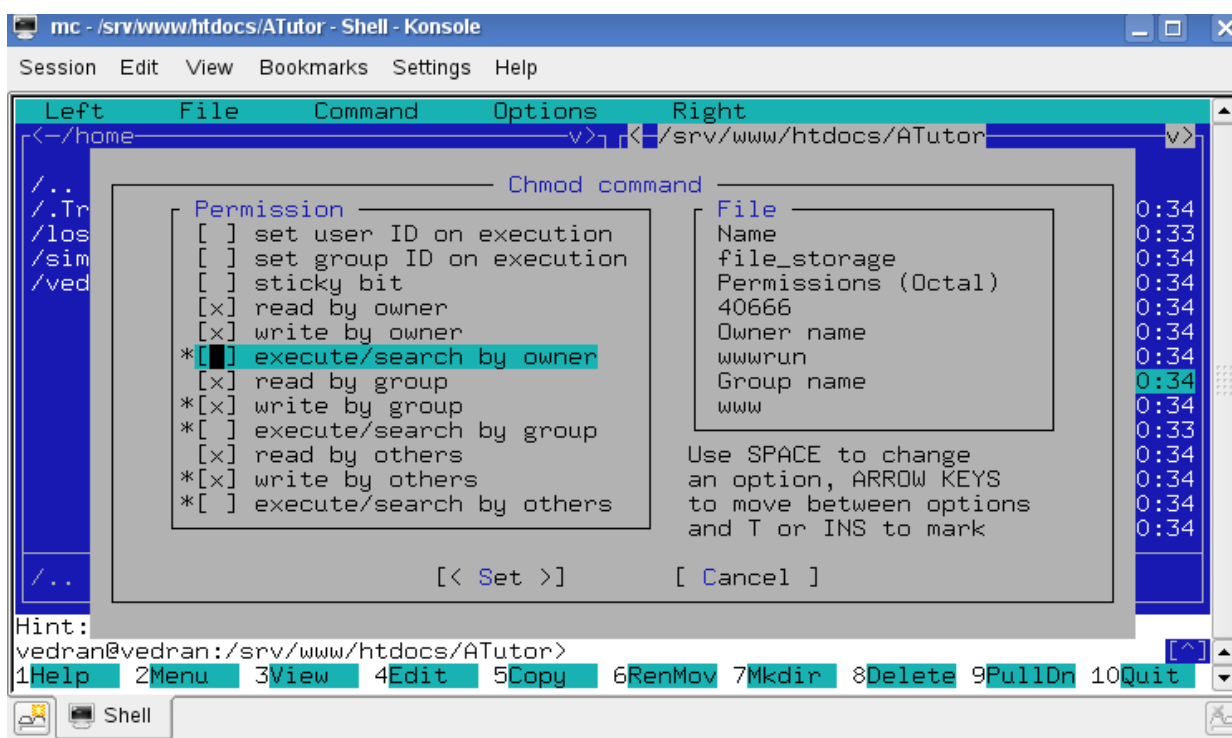 mc - /srv/www/htdocs/ATutor - Shell - Konsole
Session Edit View Bookmarks Settings Help
Left File Command Options Right
<-/home v> <-/srv/www/htdocs/ATutor v>
Chmod command
/..
/.Tr
/los
/sim
/ved
Permission
[ ] set user ID on execution
[ ] set group ID on execution
[ ] sticky bit
[x] read by owner
[x] write by owner
*[ ] execute/search by owner
[x] read by group
*[x] write by group
*[ ] execute/search by group
[x] read by others
*[x] write by others
*[ ] execute/search by others
File
Name
file_storage
Permissions (Octal)
40666
Owner name
wwwrun
Group name
www
Use SPACE to change
an option, ARROW KEYS
to move between options
and T or INS to mark
0:34
0:33
0:34
0:34
0:34
0:34
0:34
0:34
0:34
0:33
0:34
0:34
0:34
0:34
[< Set >] [ Cancel ]
/..
Hint:
vedran@vedran:/srv/www/htdocs/ATutor> [^]
1Help 2Menu 3View 4Edit 5Copy 6RenMov 7Mkdir 8Delete 9PullDn 10Quit
Shell